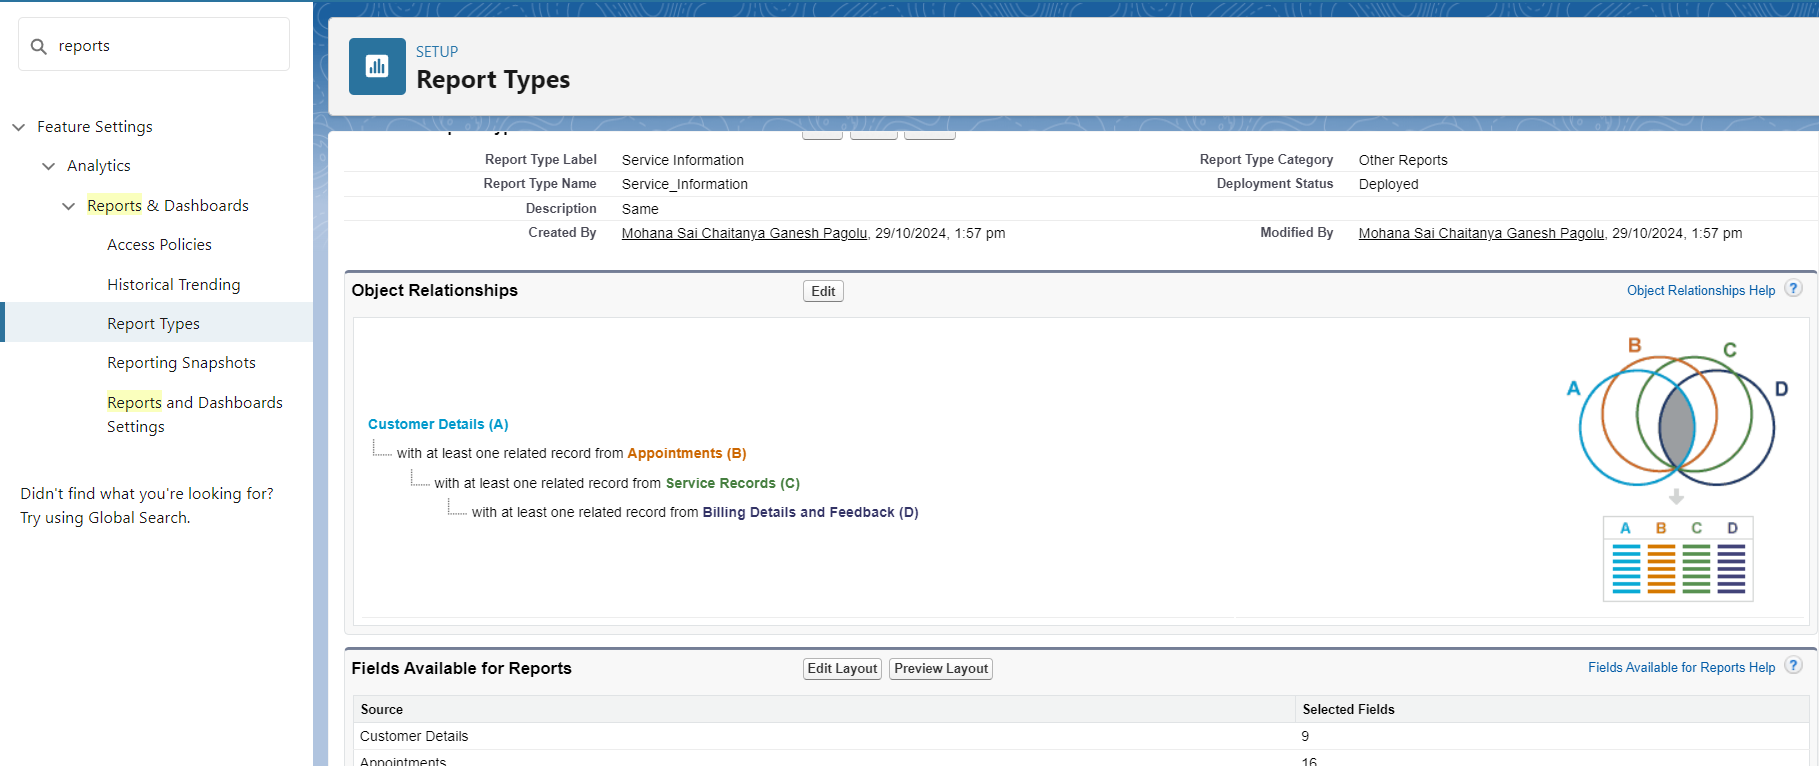 reports
Feature Settings
Analytics
Reports & Dashboards
Access Policies
Historical Trending
Report Types
Reporting Snapshots
Reports and Dashboards
Settings
Didn't find what you're looking for?
Try using Global Search.
SETUP
Report Types
Report Type Label Service Information Report Type Category Other Reports
Report Type Name Service_Information Deployment Status Deployed
Description Same
Created By Mohana Sai Chaitanya Ganesh Pagolu, 29/10/2024, 1:57 pm Modified By Mohana Sai Chaitanya Ganesh Pagolu, 29/10/2024, 1:57 pm
Object Relationships Edit Object Relationships Help ?
Customer Details (A)
with at least one related record from Appointments (B)
with at least one related record from Service Records (C)
with at least one related record from Billing Details and Feedback (D)
A B C D
A B C D
Fields Available for Reports Edit Layout Preview Layout Fields Available for Reports Help ?
Source Selected Fields
Customer Details 9
Appointments 16